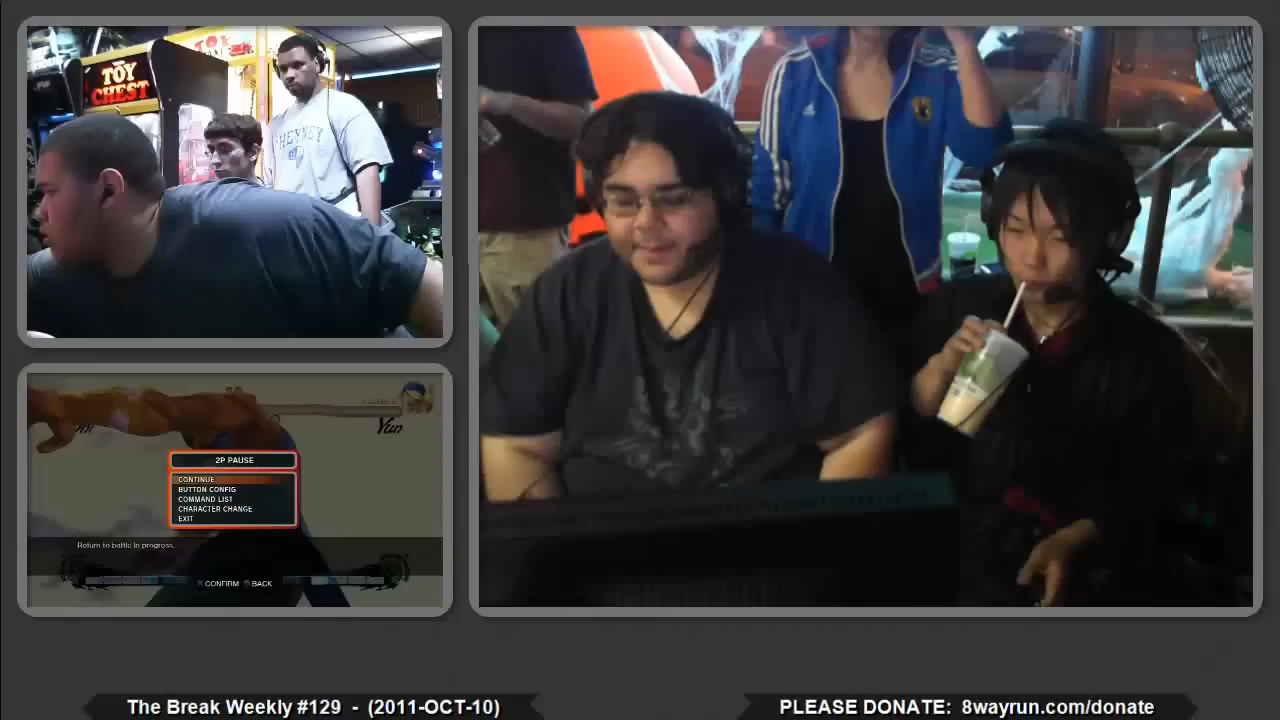 TOY
CHEST
HEYNEY
Yun
2P PAUSE
CONTINUE
BUTTON CONFIG
COMMAND LIST
CHARACTER CHANGE
EXIT
Return to battle in progress.
CONFIRM BACK
The Break Weekly #129 - (2011-OCT-10)
PLEASE DONATE: 8wayrun.com/donate